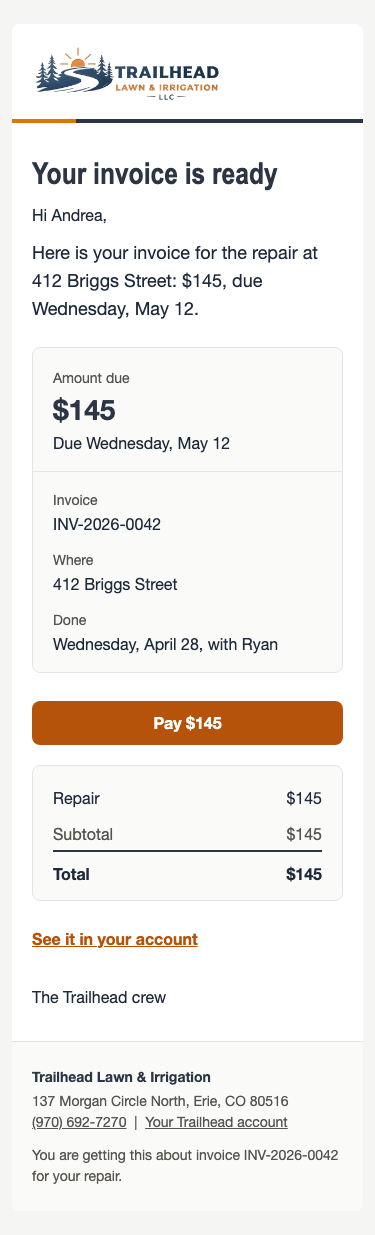 TRAILHEAD
LAWN & IRRIGATION
LLC
Your invoice is ready
Hi Andrea,
Here is your invoice for the repair at
412 Briggs Street: $145, due
Wednesday, May 12.
Amount due
$145
Due Wednesday, May 12
Invoice
INV-2026-0042
Where
412 Briggs Street
Done
Wednesday, April 28, with Ryan
Pay $145
Repair $145
Subtotal $145
Total $145
See it in your account
The Trailhead crew
Trailhead Lawn & Irrigation
137 Morgan Circle North, Erie, CO 80516
(970) 692-7270 | Your Trailhead account
You are getting this about invoice INV-2026-0042
for your repair.